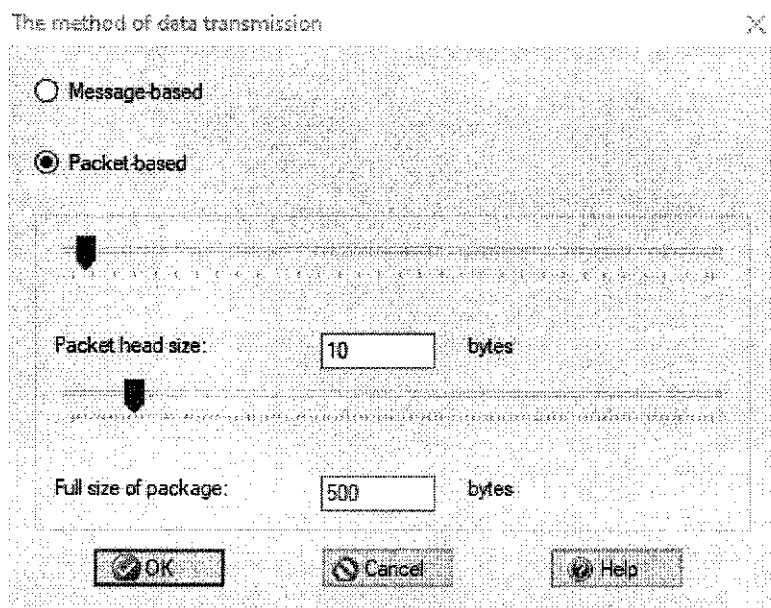 The method of data transmission
Message-based
Packet-based
Packet head size: 10 bytes
Full size of package: 500 bytes
OK Cancel Help